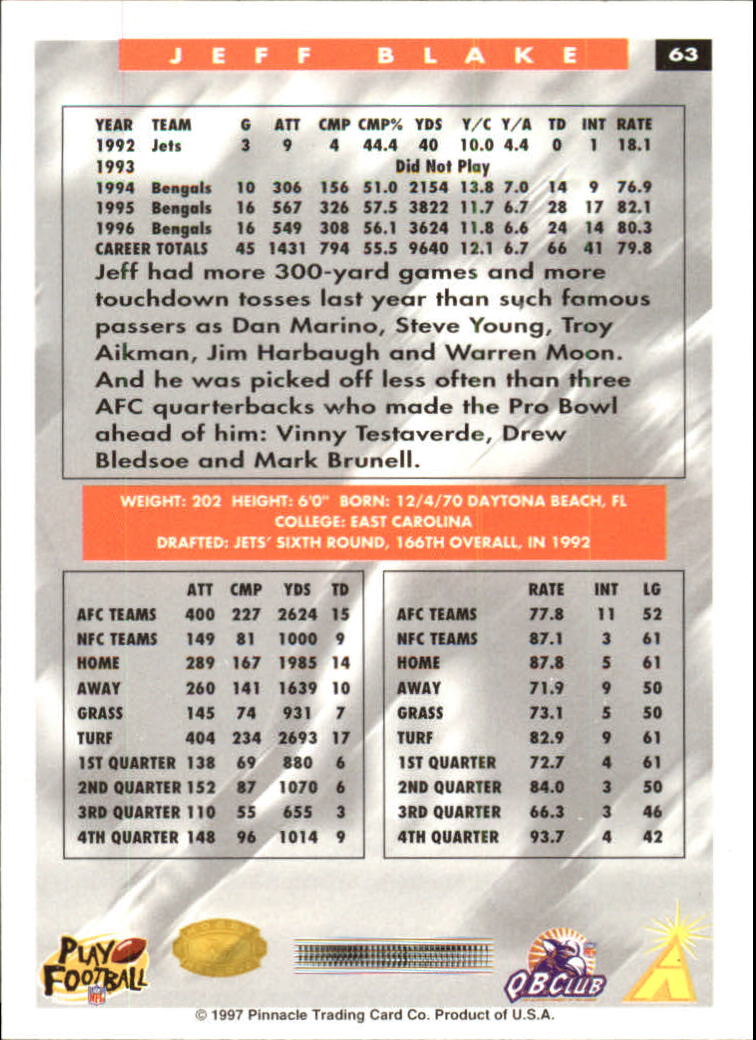 JEFF BLAKE 63
YEAR TEAM G ATT CMP CMP% YDS Y/C Y/A TD INT RATE
1992 Jets 3 9 4 44.4 40 10.0 4.4 0 1 18.1
1993 Did Not Play
1994 Bengals 10 306 156 51.0 2154 13.8 7.0 14 9 76.9
1995 Bengals 16 567 326 57.5 3822 11.7 6.7 28 17 82.1
1996 Bengals 16 549 308 56.1 3624 11.8 6.6 24 14 80.3
CAREER TOTALS 45 1431 794 55.5 9640 12.1 6.7 66 41 79.8
Jeff had more 300-yard games and more
touchdown tosses last year than such famous
passers as Dan Marino, Steve Young, Troy
Aikman, Jim Harbaugh and Warren Moon.
And he was picked off less often than three
AFC quarterbacks who made the Pro Bowl
ahead of him: Vinny Testaverde, Drew
Bledsoe and Mark Brunell.
WEIGHT: 202 HEIGHT: 6'0" BORN: 12/4/70 DAYTONA BEACH, FL
COLLEGE: EAST CAROLINA
DRAFTED: JETS' SIXTH ROUND, 166TH OVERALL, IN 1992
ATT CMP YDS TD
AFC TEAMS 400 227 2624 15
NFC TEAMS 149 81 1000 9
HOME 289 167 1985 14
AWAY 260 141 1639 10
GRASS 145 74 931 7
TURF 404 234 2693 17
1ST QUARTER 138 69 880 6
2ND QUARTER 152 87 1070 6
3RD QUARTER 110 55 655 3
4TH QUARTER 148 96 1014 9
RATE INT LG
AFC TEAMS 77.8 11 52
NFC TEAMS 87.1 3 61
HOME 87.8 5 61
AWAY 71.9 9 50
GRASS 73.1 5 50
TURF 82.9 9 61
1ST QUARTER 72.7 4 61
2ND QUARTER 84.0 3 50
3RD QUARTER 66.3 3 46
4TH QUARTER 93.7 4 42
PLAY
FOOTBALL
NFL
QB CLUB
© 1997 Pinnacle Trading Card Co. Product of U.S.A.